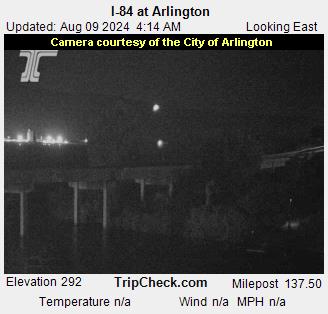 I-84 at Arlington
Updated: Aug 09 2024 4:14 AM Looking East
Camera courtesy of the City of Arlington
Elevation 292 TripCheck.com Milepost 137.50
Temperature n/a Wind n/a MPH n/a